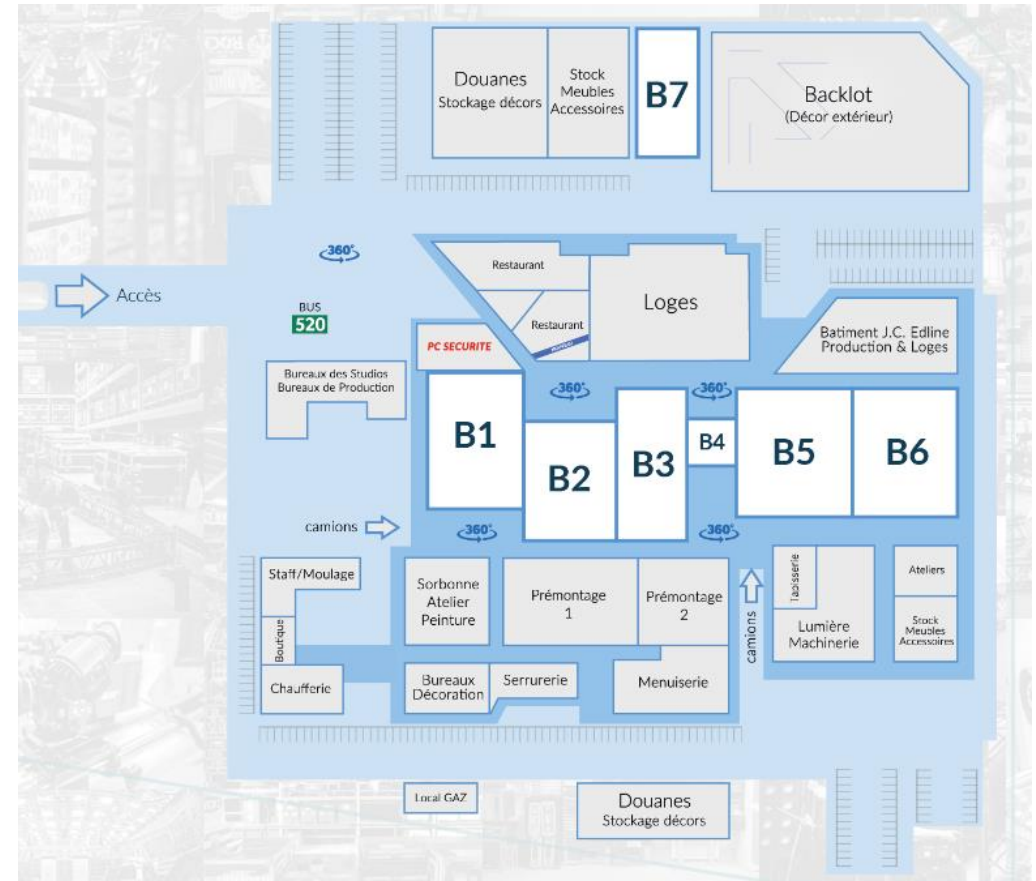 Douanes
Stockage décors
Stock
Meubles
Accessoires
B7
Backlot
(Décor extérieur)
360°
Restaurant
Loges
Accès
BUS
520
Restaurant
PC SECURITE
Batiment J.C. Edline
Production & Loges
Bureaux des Studios
Bureaux de Production
360°
360°
B1
B2
B3
B4
B5
B6
camions
360°
360°
Staff/Moulage
Boutique
Chaufferie
Sorbonne
Atelier
Peinture
Prémontage
1
Prémontage
2
camions
Tapisserie
Lumière
Machinerie
Ateliers
Stock
Meubles
Accessoires
Bureaux
Décoration
Serrurerie
Menuiserie
Local GAZ
Douanes
Stockage décors